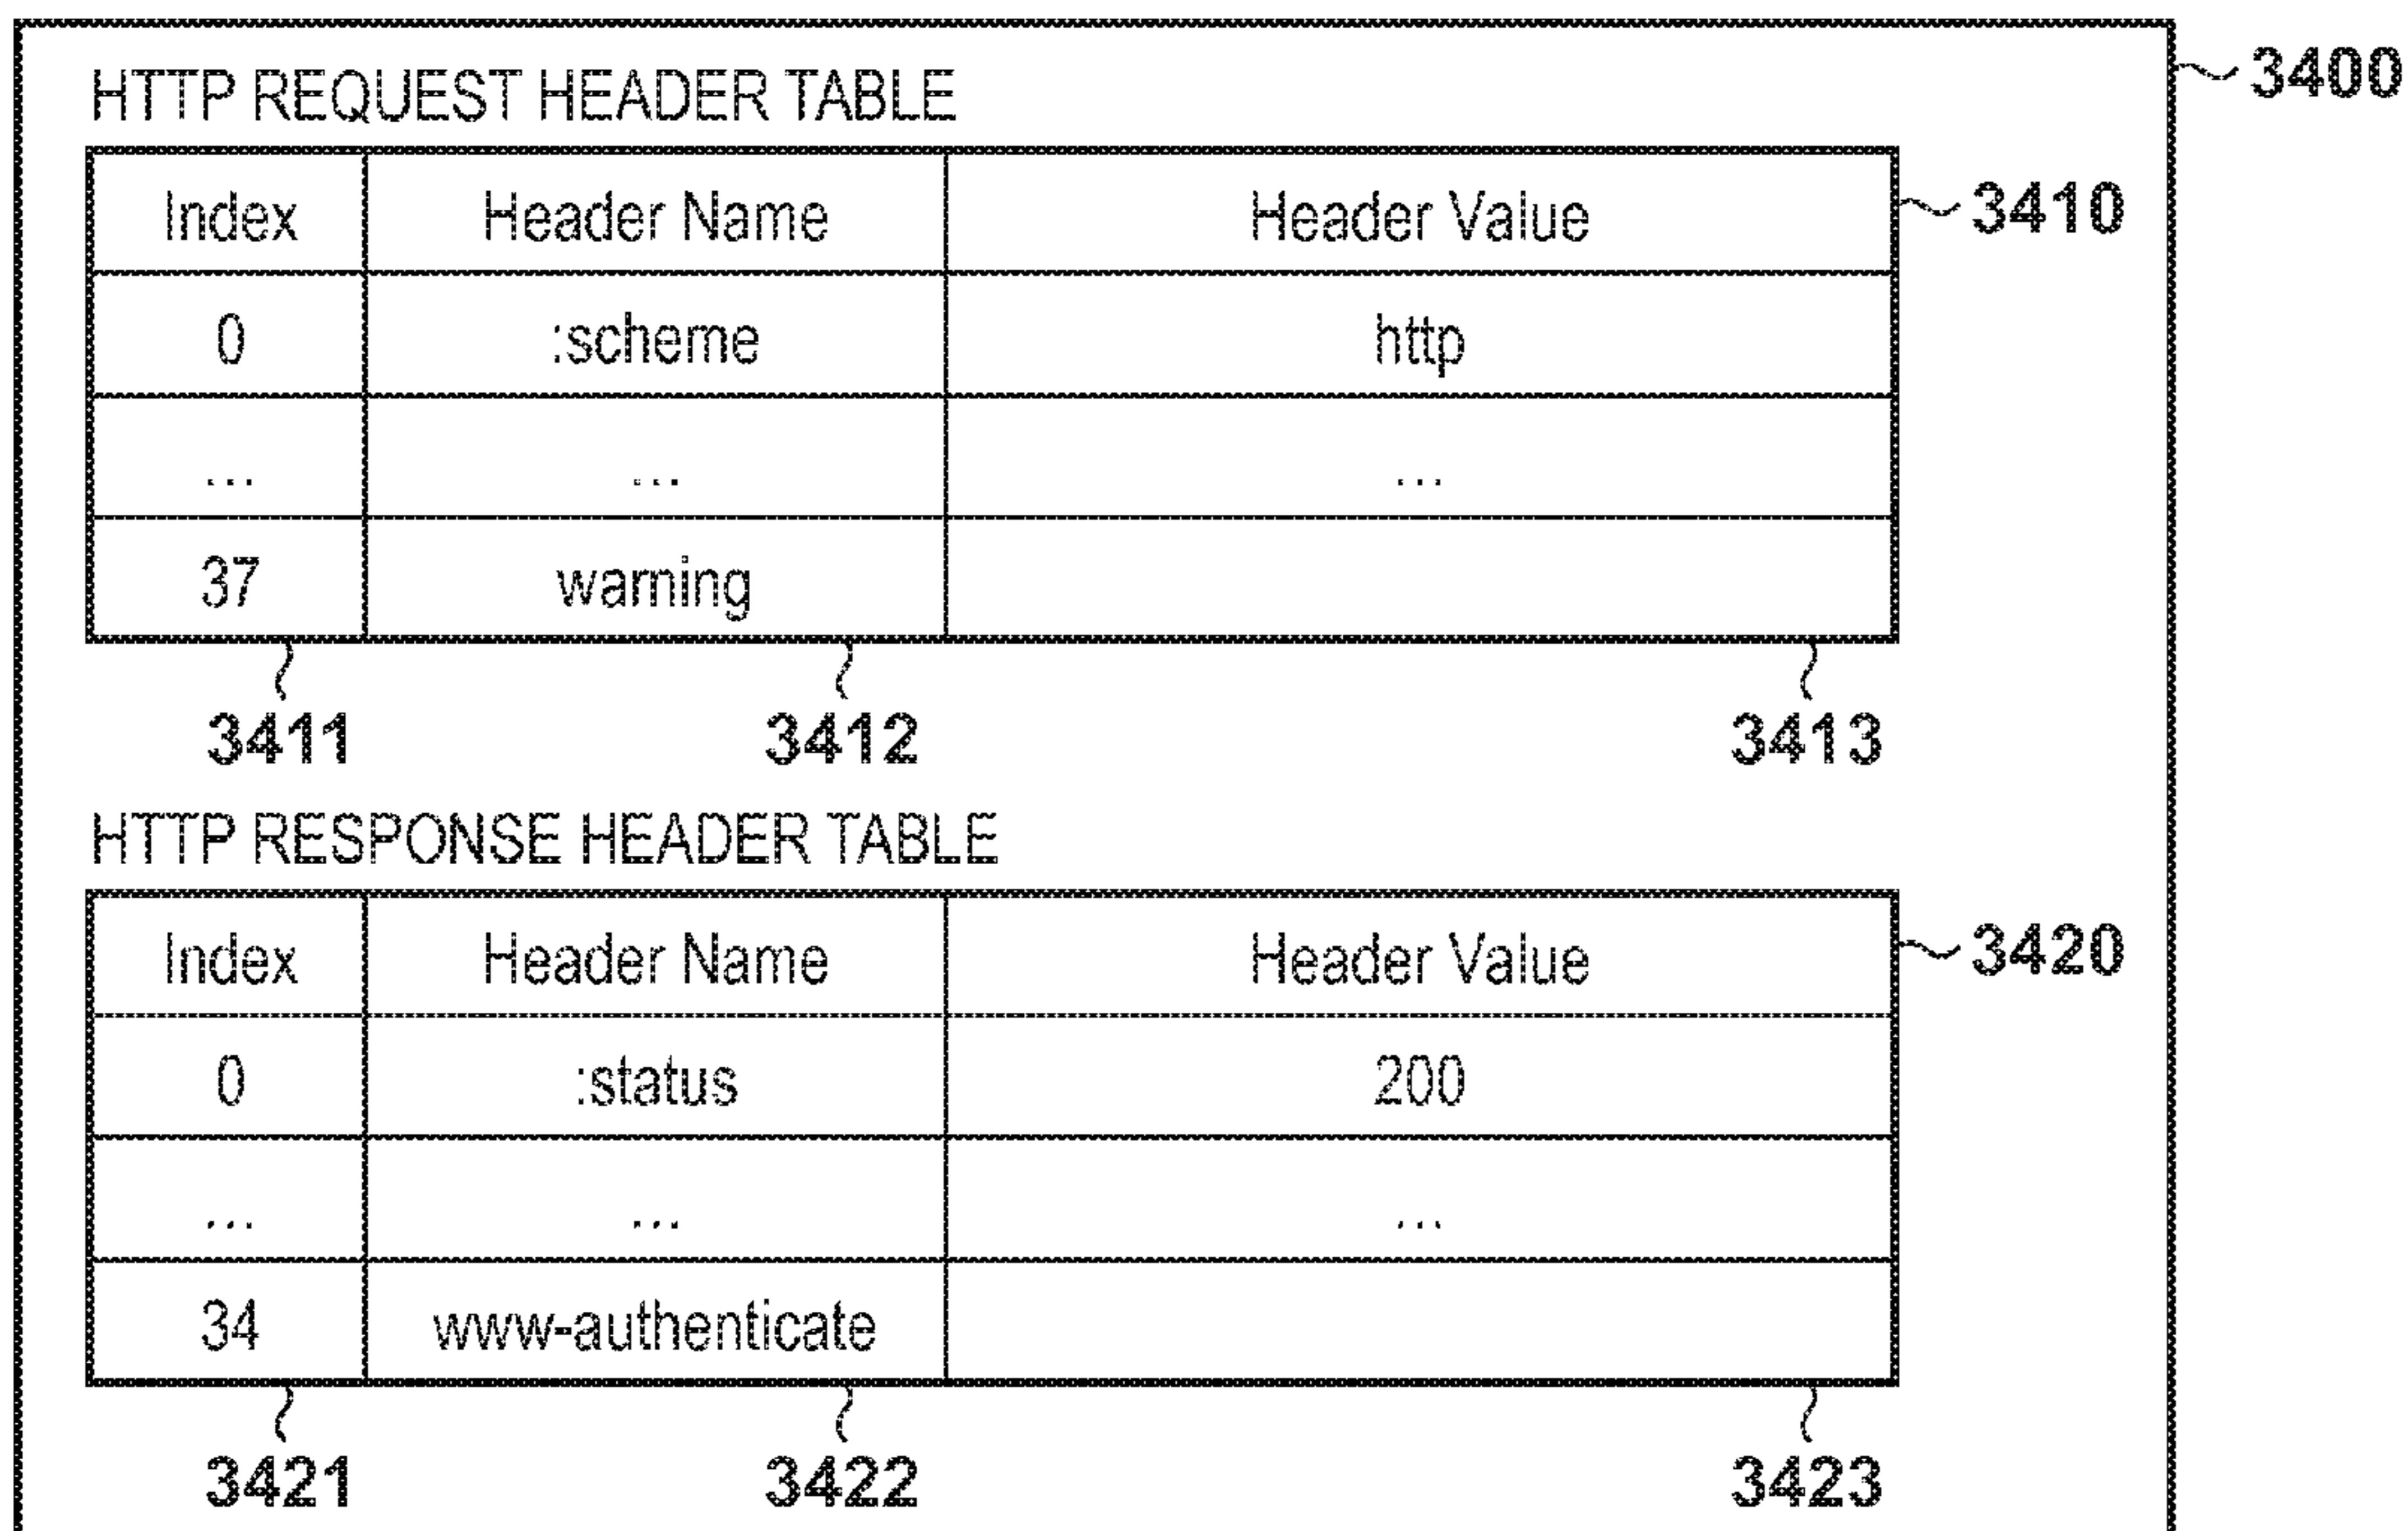 3400
HTTP REQUEST HEADER TABLE
Index Header Name Header Value 3410
0 :scheme http
... ... ...
37 warning
3411 3412 3413
HTTP RESPONSE HEADER TABLE
Index Header Name Header Value 3420
0 :status 200
... ... ...
34 www-authenticate
3421 3422 3423